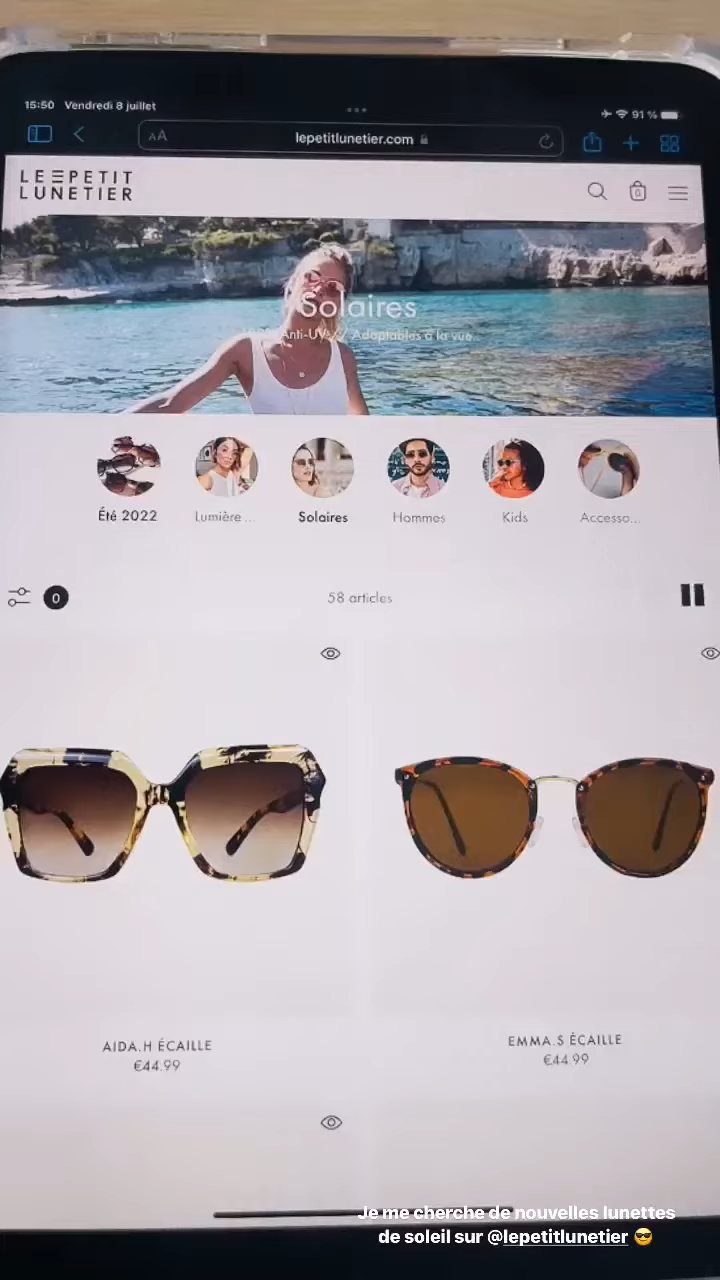 15:50 Vendredi 8 juillet
91 %
AA
lepetitlunetier.com
LE PETIT
LUNETIER
0
Solaires
Anti-UV // Adaptables à la vue
Été 2022
Lumière ...
Solaires
Hommes
Kids
Accesso...
0
58 articles
AIDA.H ÉCAILLE
€44.99
EMMA.S ÉCAILLE
€44.99
Je me cherche de nouvelles lunettes
de soleil sur @lepetitlunetier 😎